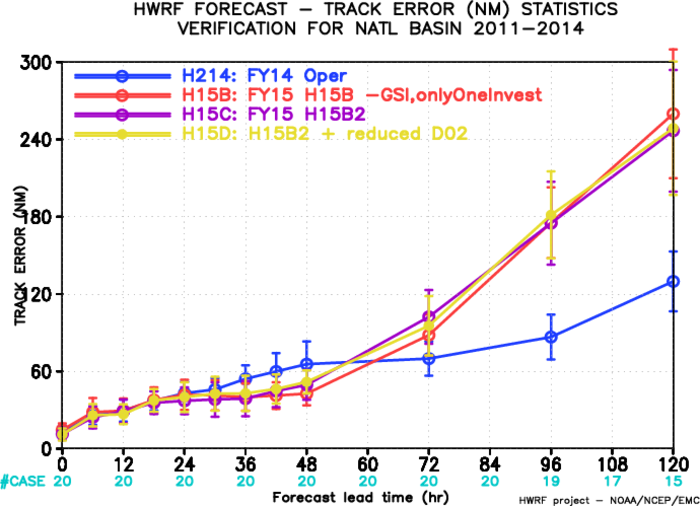 HWRF FORECAST – TRACK ERROR (NM) STATISTICS
VERIFICATION FOR NATL BASIN 2011–2014
H214: FY14 Oper
H15B: FY15 H15B –GSI,onlyOneInvest
H15C: FY15 H15B2
H15D: H15B2 + reduced D02
TRACK ERROR (NM)
300
240
180
120
60
0
0 12 24 36 48 60 72 84 96 108 120
#CASE 20 20 20 20 20 20 20 20 19 17 15
Forecast lead time (hr)
HWRF project – NOAA/NCEP/EMC